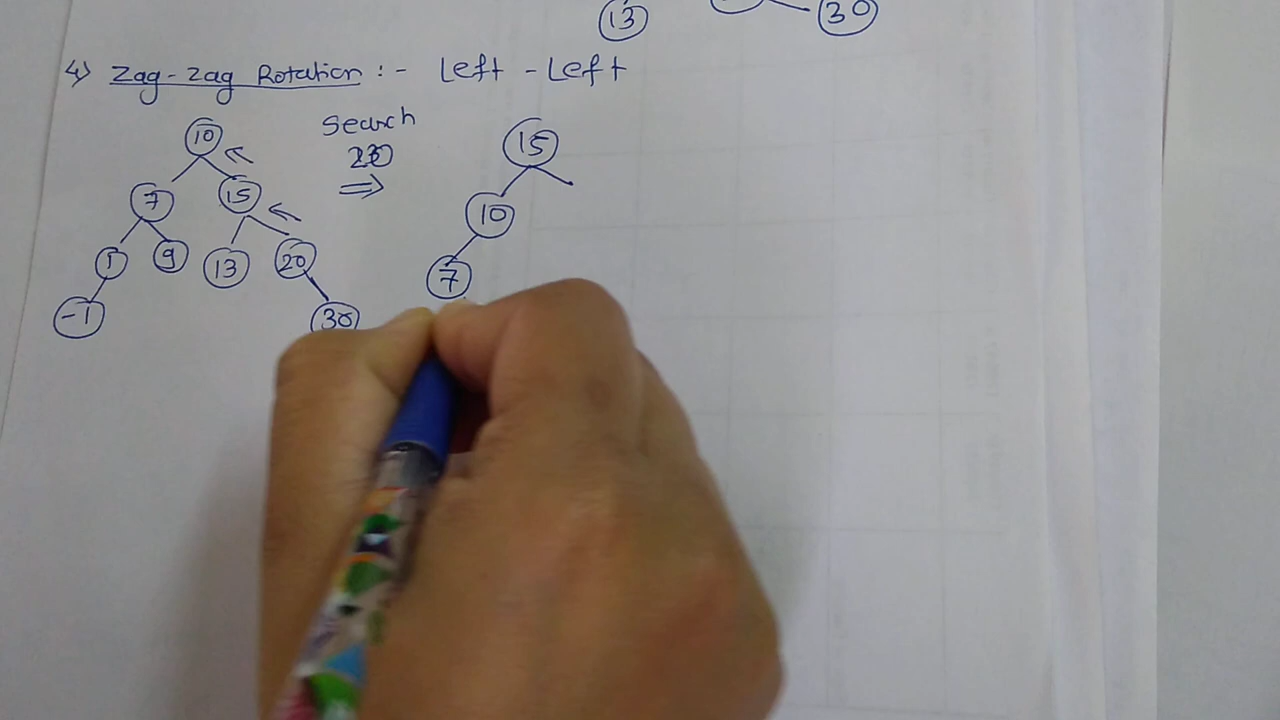 13 30
4) Zag-Zag Rotation :- Left - Left
Search
20
10 15
7 15 10
1 9 13 20 7
-1 30